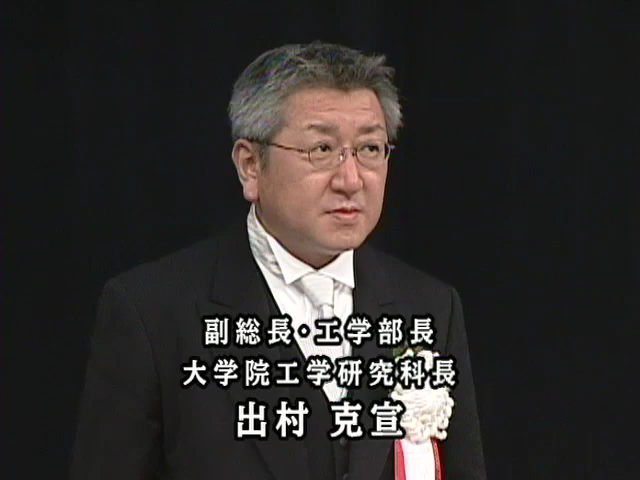 副総長・工学部長
大学院工学研究科長
出村 克宣